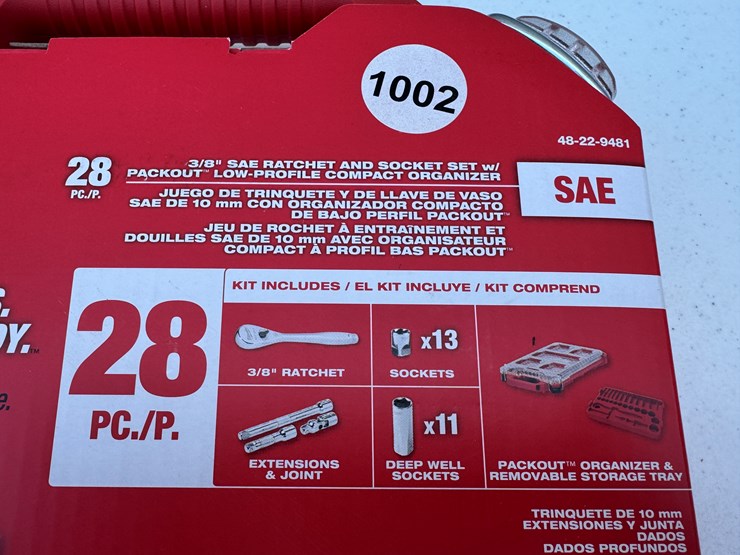 1002
48-22-9481
28
PC./P.
3/8" SAE RATCHET AND SOCKET SET w/
PACKOUT™ LOW-PROFILE COMPACT ORGANIZER
JUEGO DE TRINQUETE Y DE LLAVE DE VASO
SAE DE 10 mm CON ORGANIZADOR COMPACTO
DE BAJO PERFIL PACKOUT™
JEU DE ROCHET À ENTRAÎNEMENT ET
DOUILLES SAE DE 10 mm AVEC ORGANISATEUR
COMPACT À PROFIL BAS PACKOUT™
SAE
28
PC./P.
KIT INCLUDES / EL KIT INCLUYE / KIT COMPREND
3/8" RATCHET
x13
SOCKETS
EXTENSIONS
& JOINT
x11
DEEP WELL
SOCKETS
PACKOUT™ ORGANIZER &
REMOVABLE STORAGE TRAY
TRINQUETE DE 10 mm
EXTENSIONES Y JUNTA
DADOS
DADOS PROFUNDOS